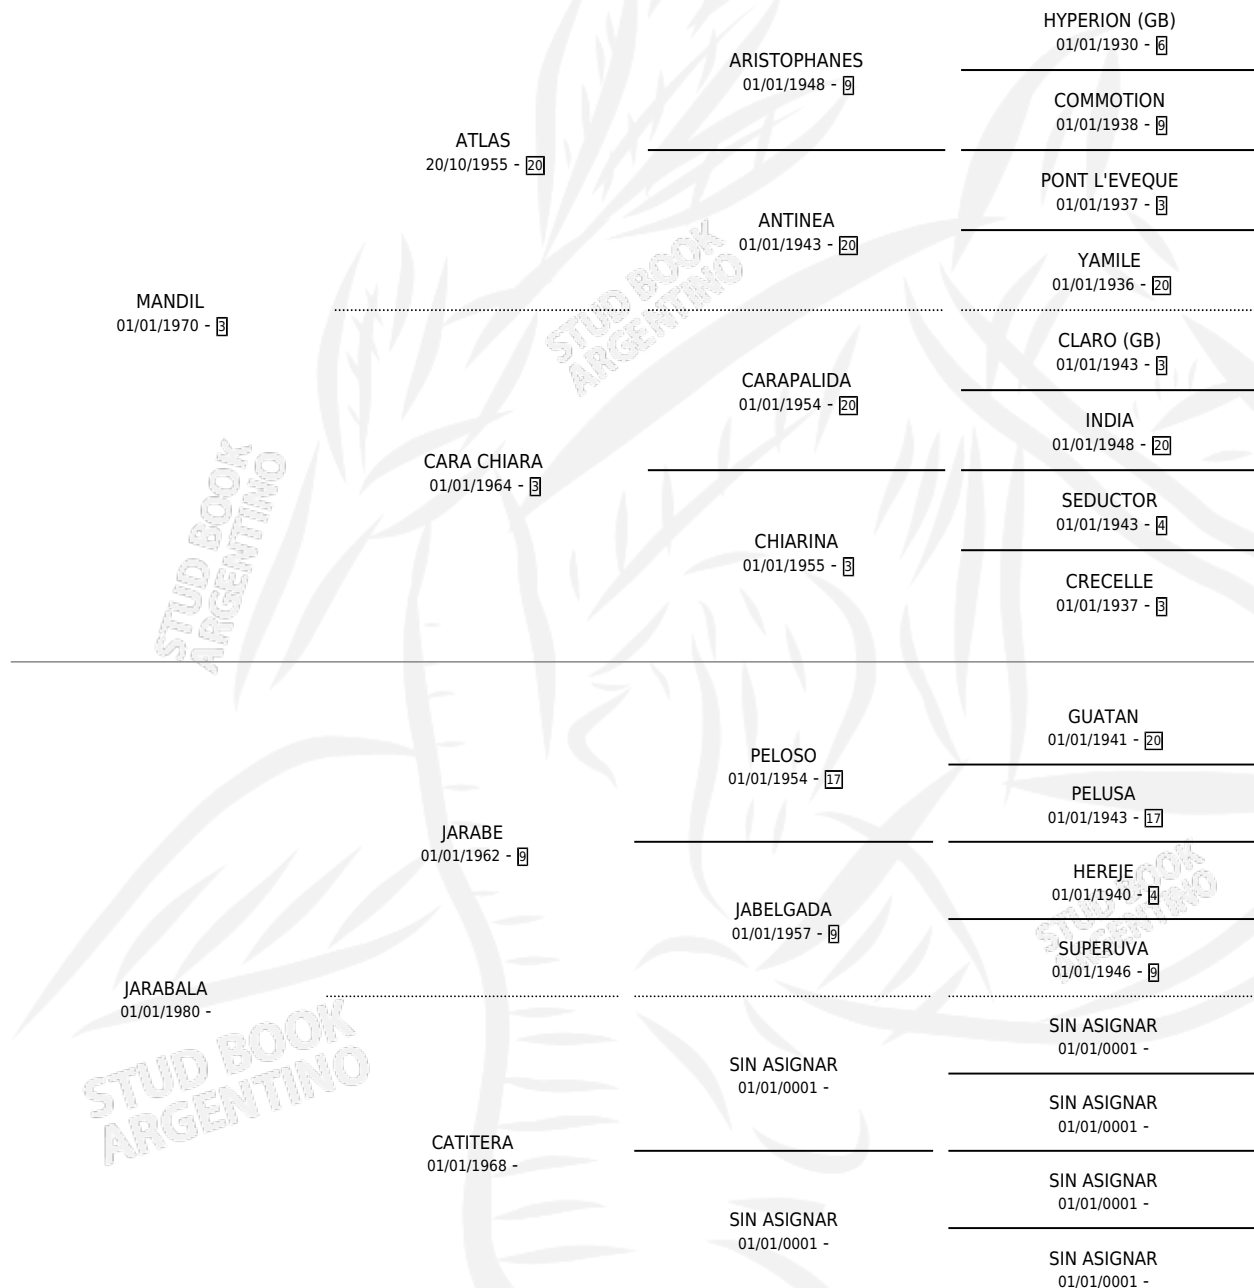 HYPERION (GB)
01/01/1930 - 6
ARISTOPHANES
01/01/1948 - 9
COMMOTION
01/01/1938 - 9
ATLAS
20/10/1955 - 20
PONT L'EVEQUE
01/01/1937 - 3
ANTINEA
01/01/1943 - 20
YAMILE
01/01/1936 - 20
MANDIL
01/01/1970 - 3
CLARO (GB)
01/01/1943 - 3
CARAPALIDA
01/01/1954 - 20
INDIA
01/01/1948 - 20
CARA CHIARA
01/01/1964 - 3
SEDUCTOR
01/01/1943 - 4
CHIARINA
01/01/1955 - 3
CRECELLE
01/01/1937 - 3
STUD BOOK
ARGENTINO
STUD BOOK
ARGENTINO
GUATAN
01/01/1941 - 20
PELOSO
01/01/1954 - 17
PELUSA
01/01/1943 - 17
JARABE
01/01/1962 - 9
HEREJE
01/01/1940 - 4
JABELGADA
01/01/1957 - 9
SUPERUVA
01/01/1946 - 9
JARABALA
01/01/1980 -
SIN ASIGNAR
01/01/0001 -
SIN ASIGNAR
01/01/0001 -
SIN ASIGNAR
01/01/0001 -
CATITERA
01/01/1968 -
SIN ASIGNAR
01/01/0001 -
SIN ASIGNAR
01/01/0001 -
SIN ASIGNAR
01/01/0001 -
STUD BOOK
ARGENTINO
STUD BOOK
ARGENTINO